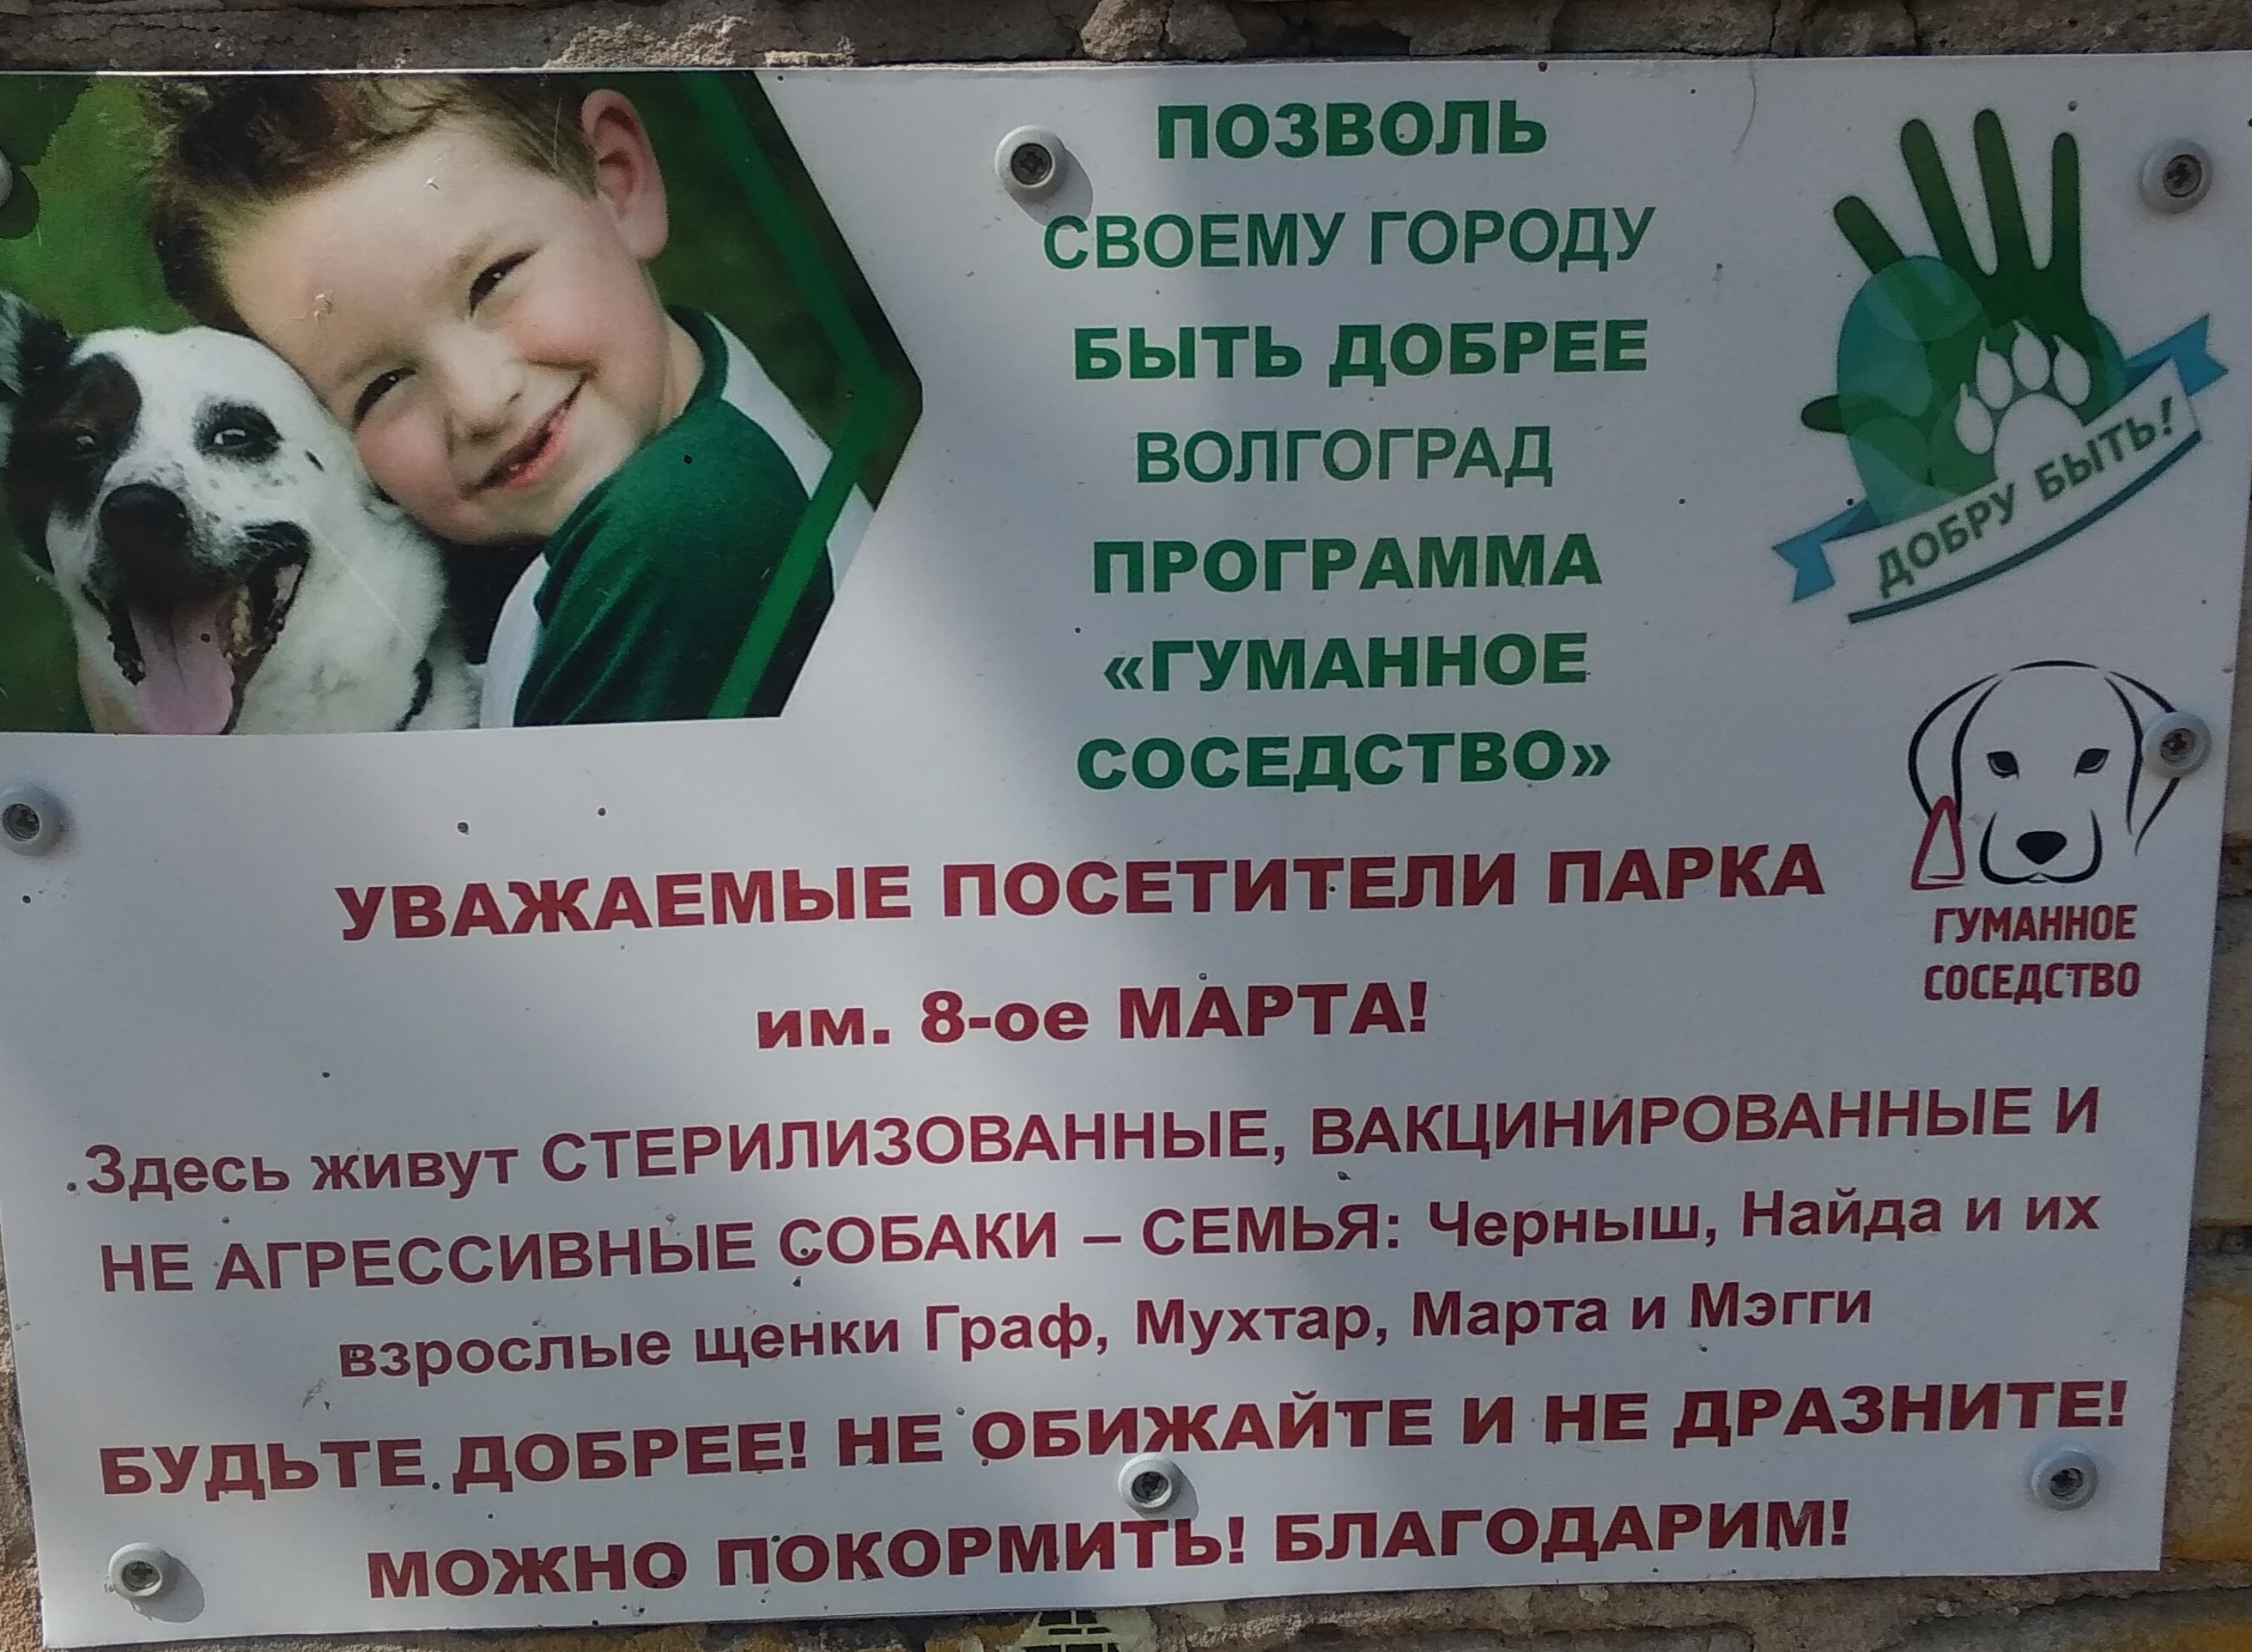 ПОЗВОЛЬ
СВОЕМУ ГОРОДУ
БЫТЬ ДОБРЕЕ
ВОЛГОГРАД
ПРОГРАММА
«ГУМАННОЕ
СОСЕДСТВО»
ДОБРУ БЫТЬ!
ГУМАННОЕ
СОСЕДСТВО
УВАЖАЕМЫЕ ПОСЕТИТЕЛИ ПАРКА
им. 8-ое МАРТА!
Здесь живут СТЕРИЛИЗОВАННЫЕ, ВАКЦИНИРОВАННЫЕ И
НЕ АГРЕССИВНЫЕ СОБАКИ – СЕМЬЯ: Черныш, Найда и их
взрослые щенки Граф, Мухтар, Марта и Мэгги
БУДЬТЕ ДОБРЕЕ! НЕ ОБИЖАЙТЕ И НЕ ДРАЗНИТЕ!
МОЖНО ПОКОРМИТЬ! БЛАГОДАРИМ!